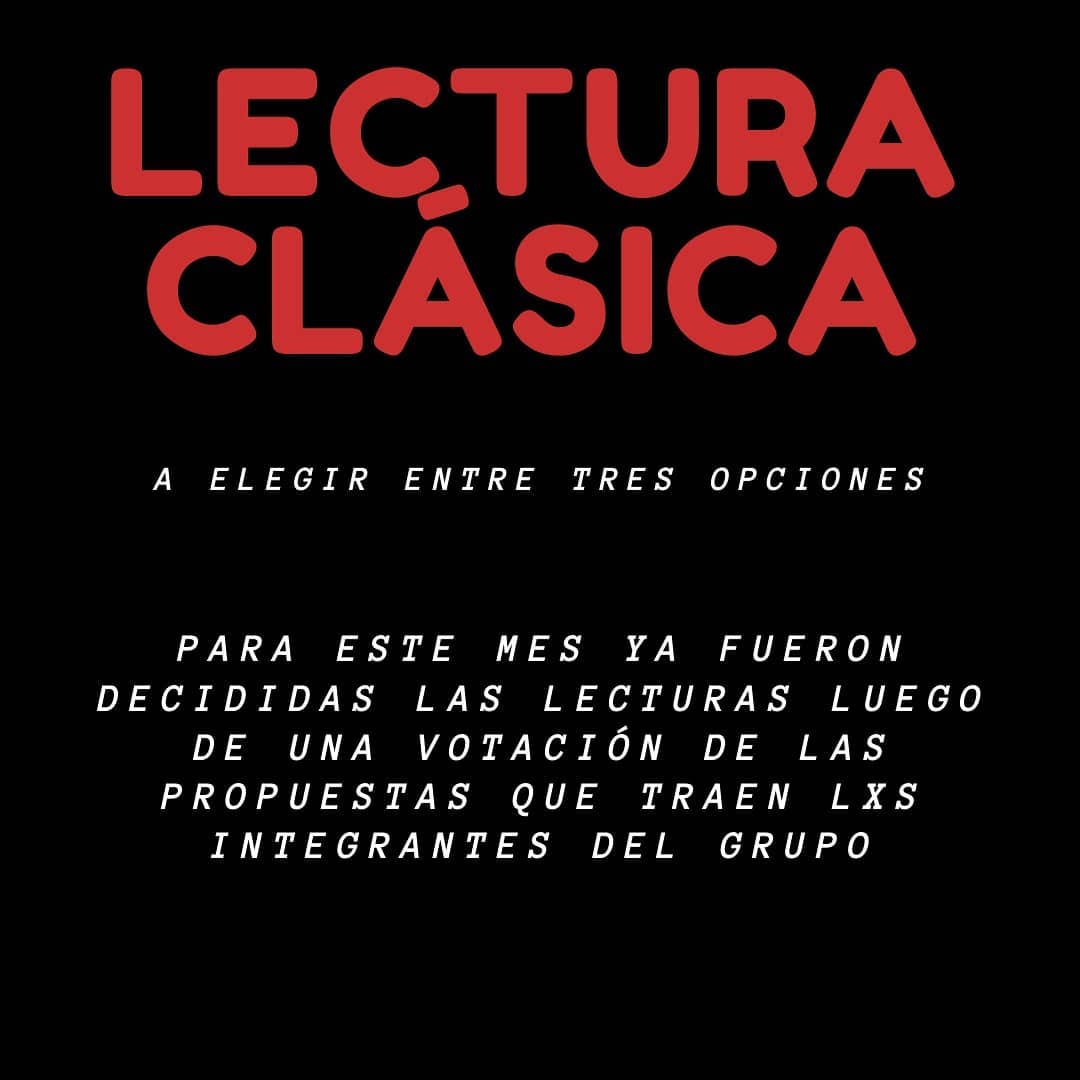 LECTURA
CLÁSICA
A ELEGIR ENTRE TRES OPCIONES
PARA ESTE MES YA FUERON
DECIDIDAS LAS LECTURAS LUEGO
DE UNA VOTACIÓN DE LAS
PROPUESTAS QUE TRAEN LXS
INTEGRANTES DEL GRUPO